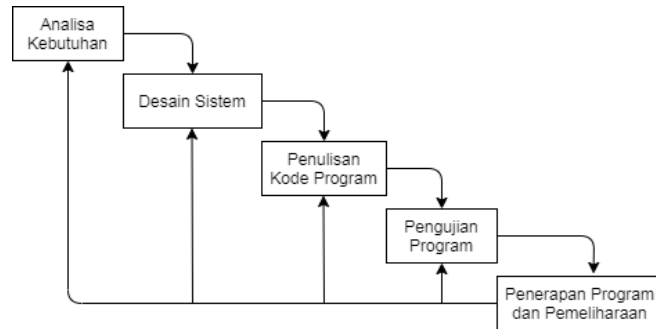 Analisa
Kebutuhan
Desain Sistem
Penulisan
Kode Program
Pengujian
Program
Penerapan Program
dan Pemeliharaan